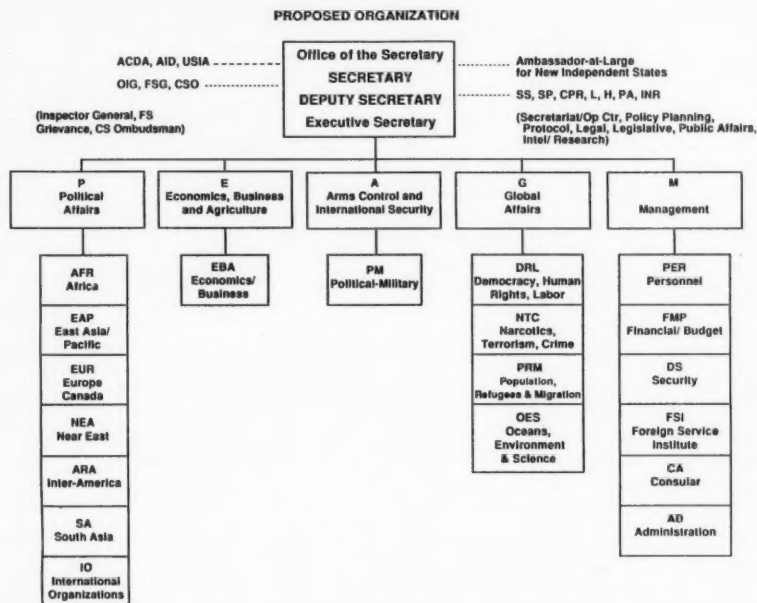 PROPOSED ORGANIZATION
ACDA, AID, USIA
OIG, FSG, CSO
(Inspector General, FS
Grievance, CS Ombudsman)
Office of the Secretary
SECRETARY
DEPUTY SECRETARY
Executive Secretary
Ambassador-at-Large
for New Independent States
SS, SP, CPR, L, H, PA, INR
(Secretariat/Op Ctr, Policy Planning,
Protocol, Legal, Legislative, Public Affairs,
Intel/ Research)
P
Political
Affairs
E
Economics, Business
and Agriculture
A
Arms Control and
International Security
G
Global
Affairs
M
Management
AFR
Africa
EAP
East Asia/
Pacific
EUR
Europe
Canada
NEA
Near East
ARA
Inter-America
SA
South Asia
IO
International
Organizations
EBA
Economics/
Business
PM
Political-Military
DRL
Democracy, Human
Rights, Labor
NTC
Narcotics,
Terrorism, Crime
PRM
Population,
Refugees & Migration
OES
Oceans,
Environment
& Science
PER
Personnel
FMP
Financial/ Budget
DS
Security
FSI
Foreign Service
Institute
CA
Consular
AD
Administration